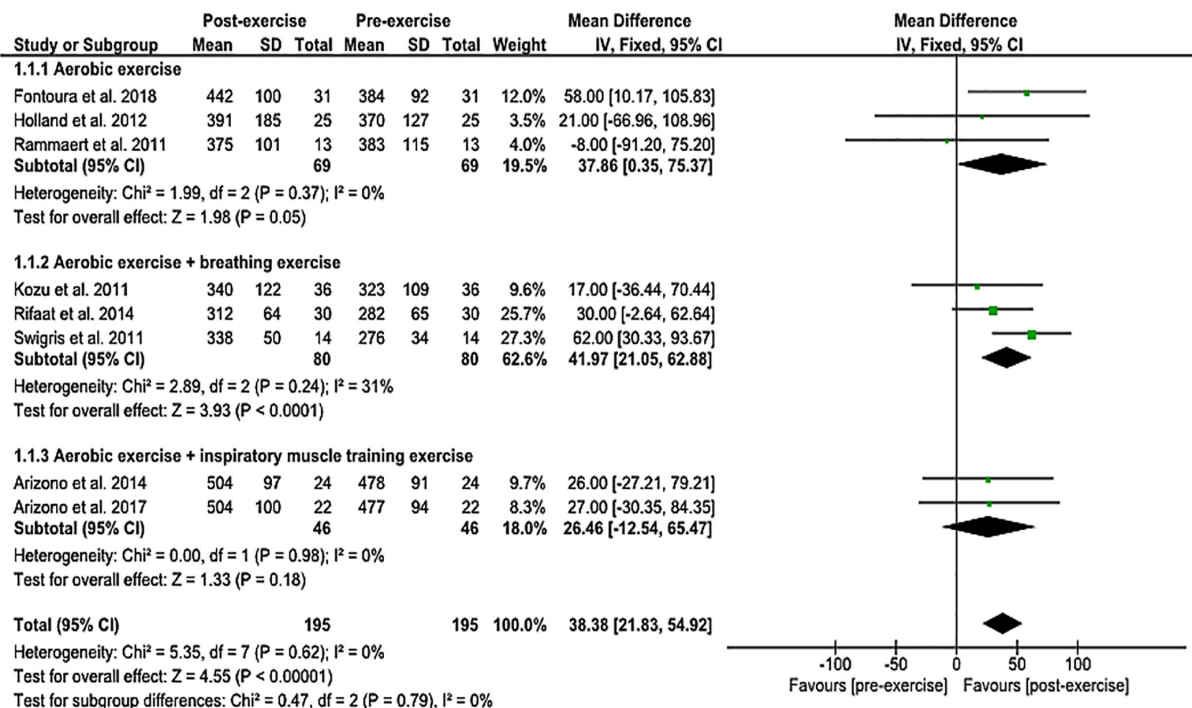 Post-exercise Pre-exercise Mean Difference Mean Difference
Study or Subgroup Mean SD Total Mean SD Total Weight IV, Fixed, 95% CI IV, Fixed, 95% CI
1.1.1 Aerobic exercise
Fontoura et al. 2018 442 100 31 384 92 31 12.0% 58.00 [10.17, 105.83]
Holland et al. 2012 391 185 25 370 127 25 3.5% 21.00 [-66.96, 108.96]
Rammaert et al. 2011 375 101 13 383 115 13 4.0% -8.00 [-91.20, 75.20]
Subtotal (95% CI) 69 69 19.5% 37.86 [0.35, 75.37]
Heterogeneity: Chi² = 1.99, df = 2 (P = 0.37); I² = 0%
Test for overall effect: Z = 1.98 (P = 0.05)
1.1.2 Aerobic exercise + breathing exercise
Kozu et al. 2011 340 122 36 323 109 36 9.6% 17.00 [-36.44, 70.44]
Rifaat et al. 2014 312 64 30 282 65 30 25.7% 30.00 [-2.64, 62.64]
Swigris et al. 2011 338 50 14 276 34 14 27.3% 62.00 [30.33, 93.67]
Subtotal (95% CI) 80 80 62.6% 41.97 [21.05, 62.88]
Heterogeneity: Chi² = 2.89, df = 2 (P = 0.24); I² = 31%
Test for overall effect: Z = 3.93 (P < 0.0001)
1.1.3 Aerobic exercise + inspiratory muscle training exercise
Arizono et al. 2014 504 97 24 478 91 24 9.7% 26.00 [-27.21, 79.21]
Arizono et al. 2017 504 100 22 477 94 22 8.3% 27.00 [-30.35, 84.35]
Subtotal (95% CI) 46 46 18.0% 26.46 [-12.54, 65.47]
Heterogeneity: Chi² = 0.00, df = 1 (P = 0.98); I² = 0%
Test for overall effect: Z = 1.33 (P = 0.18)
Total (95% CI) 195 195 100.0% 38.38 [21.83, 54.92]
Heterogeneity: Chi² = 5.35, df = 7 (P = 0.62); I² = 0%
Test for overall effect: Z = 4.55 (P < 0.00001)
Test for subgroup differences: Chi² = 0.47, df = 2 (P = 0.79), I² = 0%
-100 -50 0 50 100
Favours [pre-exercise] Favours [post-exercise]